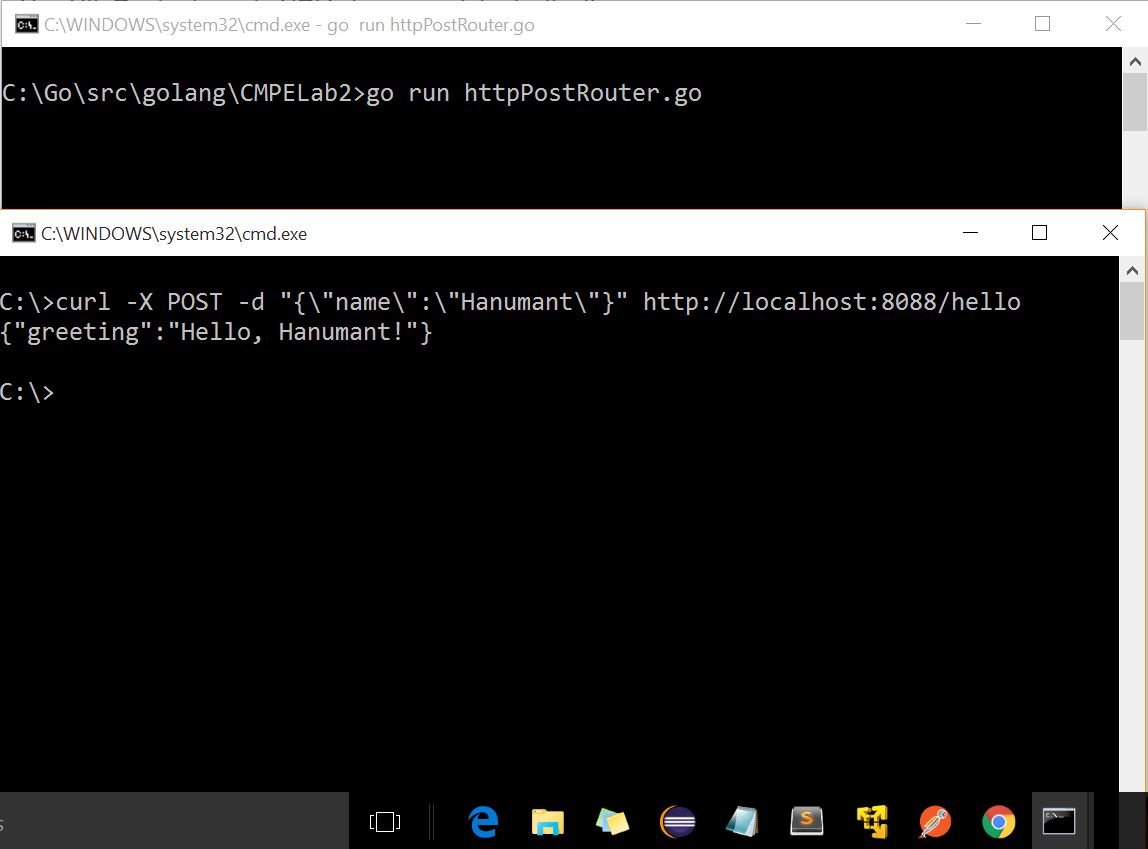 C:\WINDOWS\system32\cmd.exe - go  run httpPostRouter.go
C:\Go\src\golang\CMPELab2>go run httpPostRouter.go
C:\WINDOWS\system32\cmd.exe
C:\>curl -X POST -d "{\"name\":\"Hanumant\"}" http://localhost:8088/hello
{"greeting":"Hello, Hanumant!"}
C:\>